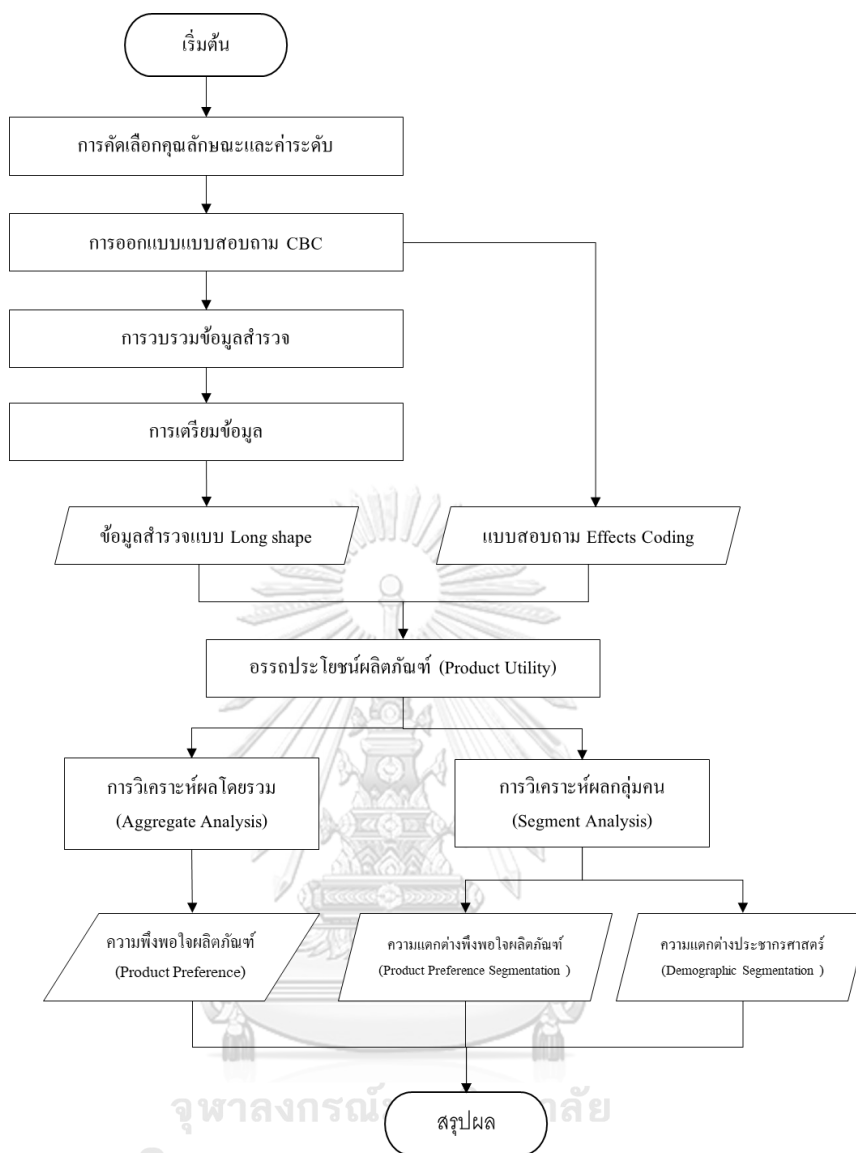 เริ่มต้น
การคัดเลือกคุณลักษณะและค่าระดับ
การออกแบบแบบสอบถาม CBC
การวบรวมข้อมูลสำรวจ
การเตรียมข้อมูล
ข้อมูลสำรวจแบบ Long shape
แบบสอบถาม Effects Coding
อรรถประโยชน์ผลิตภัณฑ์ (Product Utility)
การวิเคราะห์ผลโดยรวม
(Aggregate Analysis)
การวิเคราะห์ผลกลุ่มคน
(Segment Analysis)
ความพึงพอใจผลิตภัณฑ์
(Product Preference)
ความแตกต่างพึงพอใจผลิตภัณฑ์
(Product Preference Segmentation )
ความแตกต่างประชากรศาสตร์
(Demographic Segmentation )
สรุปผล
จุฬาลงกรณ์